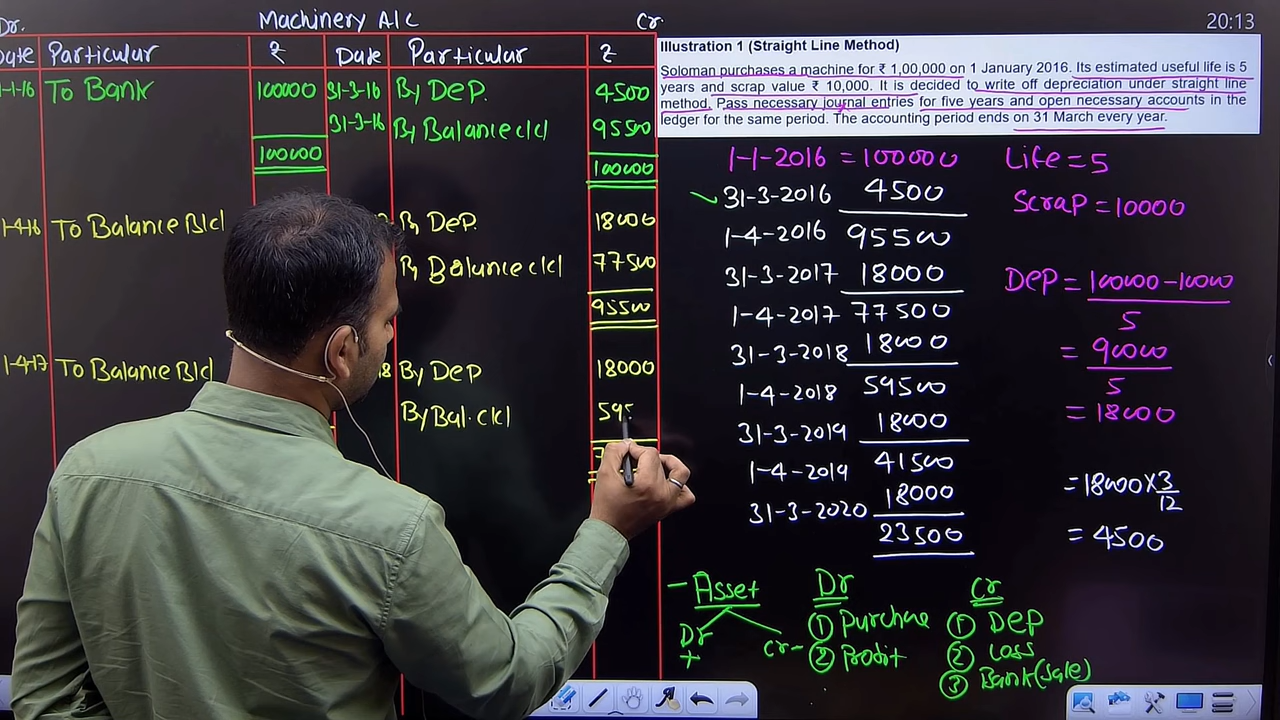 Dr. Machinery A/c Cr. 20:13
Date Particular ₹ Date Particular ₹
1-1-16 To Bank 100000 31-3-16 By Dep. 4500
31-3-16 By Balance c/d 95500
100000 100000
1-4-16 To Balance B/d By Dep. 18000
By Balance c/d 77500
95500
1-4-17 To Balance B/d 18 By Dep 18000
By Bal. c/d 595
7
Illustration 1 (Straight Line Method)
Soloman purchases a machine for ₹ 1,00,000 on 1 January 2016. Its estimated useful life is 5
years and scrap value ₹ 10,000. It is decided to write off depreciation under straight line
method. Pass necessary journal entries for five years and open necessary accounts in the
ledger for the same period. The accounting period ends on 31 March every year.
1-1-2016 = 100000
31-3-2016 4500
1-4-2016 95500
31-3-2017 18000
1-4-2017 77500
31-3-2018 18000
1-4-2018 59500
31-3-2019 18000
1-4-2019 41500
31-3-2020 18000
23500
Life = 5
Scrap = 10000
Dep = 100000-10000
5
= 90000
5
= 18000
= 18000 × 3
12
= 4500
- Asset
Dr Cr-
+
Dr
① Purchase
② Profit
Cr
① Dep
② Loss
③ Bank (Sale)